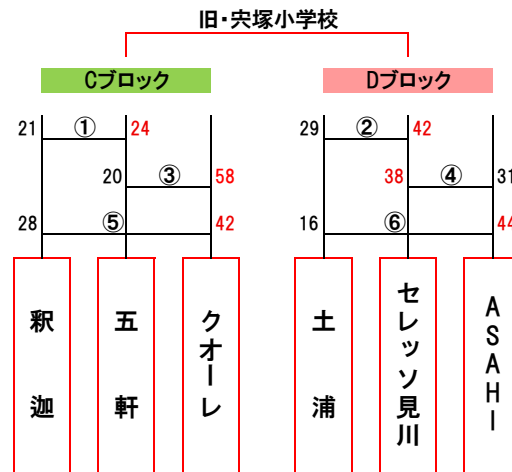 旧・宍塚小学校
Cブロック
Dブロック
21 ① 24
29 ② 42
20 ③ 58
38 ④ 31
28 ⑤ 42
16 ⑥ 44
釈迦
五軒
クオーレ
土浦
セレッソ見川
ASAHI